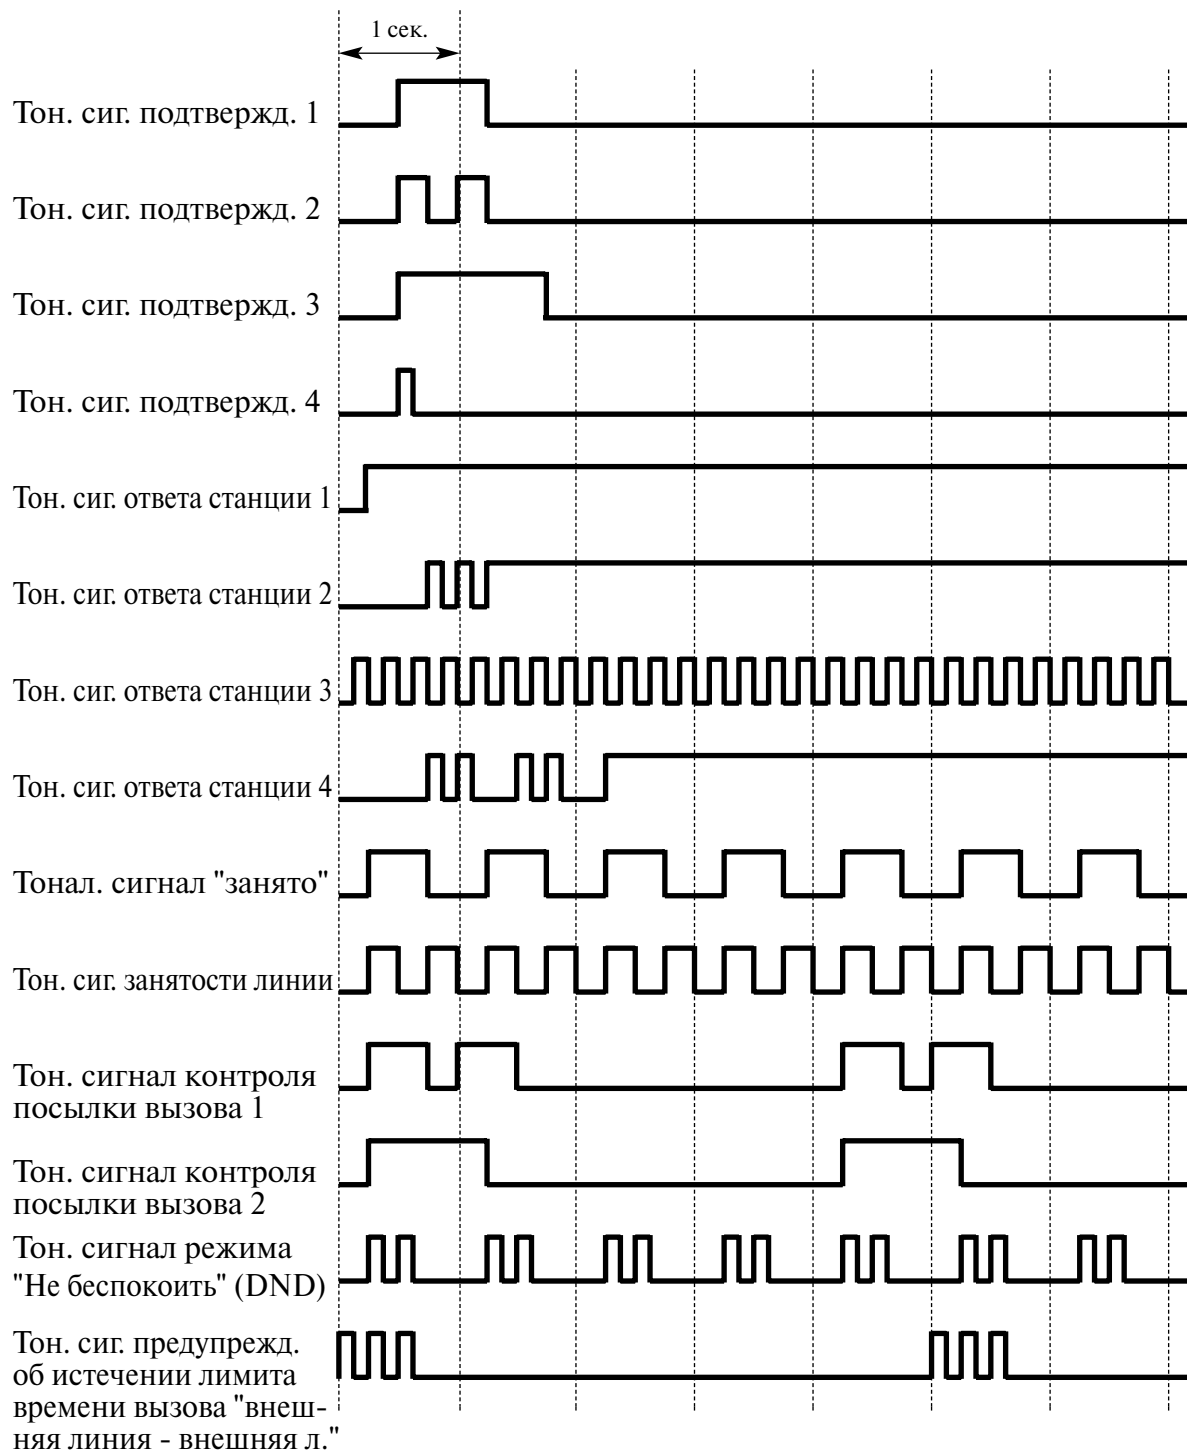 1 сек.
Тон. сиг. подтвержд. 1
Тон. сиг. подтвержд. 2
Тон. сиг. подтвержд. 3
Тон. сиг. подтвержд. 4
Тон. сиг. ответа станции 1
Тон. сиг. ответа станции 2
Тон. сиг. ответа станции 3
Тон. сиг. ответа станции 4
Тонал. сигнал "занято"
Тон. сиг. занятости линии
Тон. сигнал контроля
посылки вызова 1
Тон. сигнал контроля
посылки вызова 2
Тон. сигнал режима
"Не беспокоить" (DND)
Тон. сиг. предупрежд.
об истечении лимита
времени вызова "внеш-
няя линия - внешняя л."